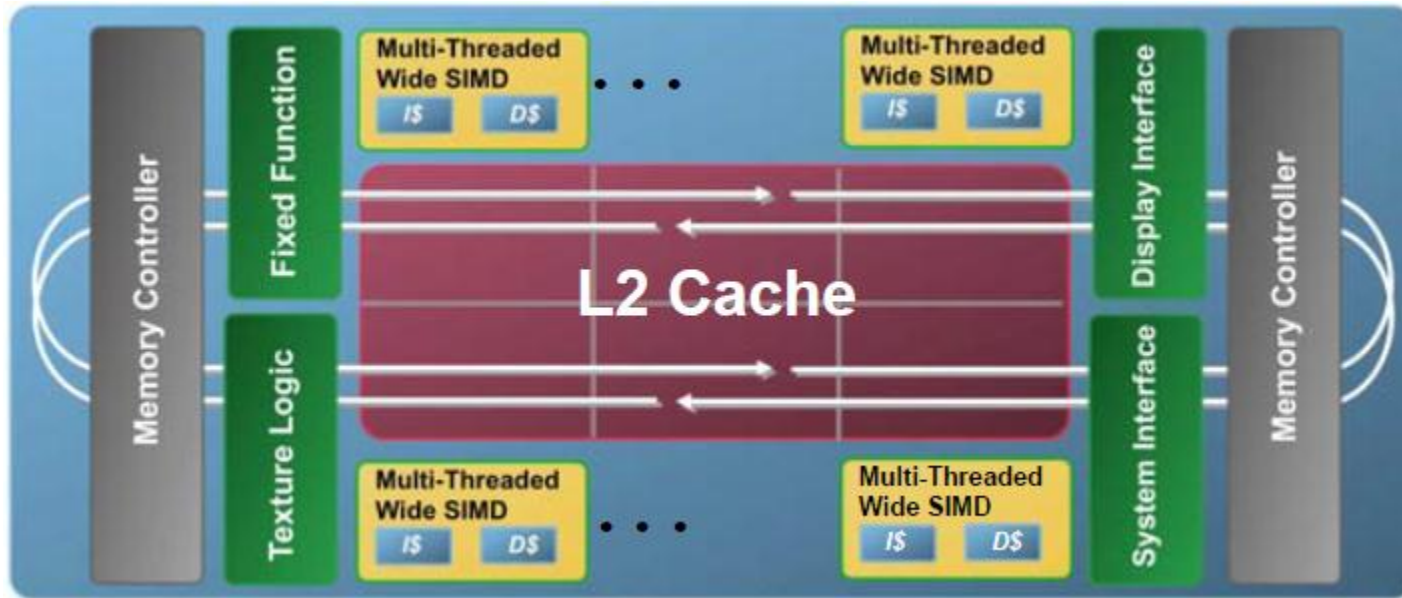 Memory Controller
Fixed Function
Texture Logic
Multi-Threaded
Wide SIMD
I$
D$
• • •
Multi-Threaded
Wide SIMD
I$
D$
L2 Cache
Multi-Threaded
Wide SIMD
I$
D$
• • •
Multi-Threaded
Wide SIMD
I$
D$
Display Interface
System Interface
Memory Controller